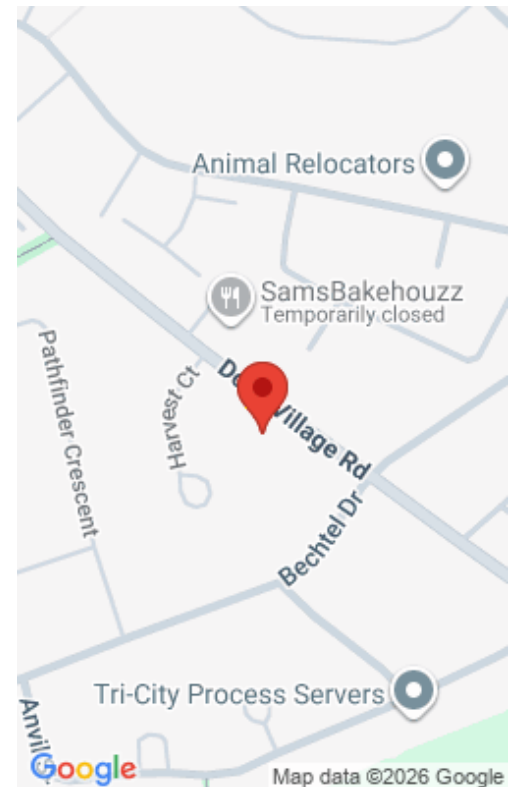 Animal Relocators
SamsBakehouzz
Temporarily closed
Pathfinder Crescent
Harvest Ct
Village Rd
Bechtel Dr
Tri-City Process Servers
Google
Map data ©2026 Google